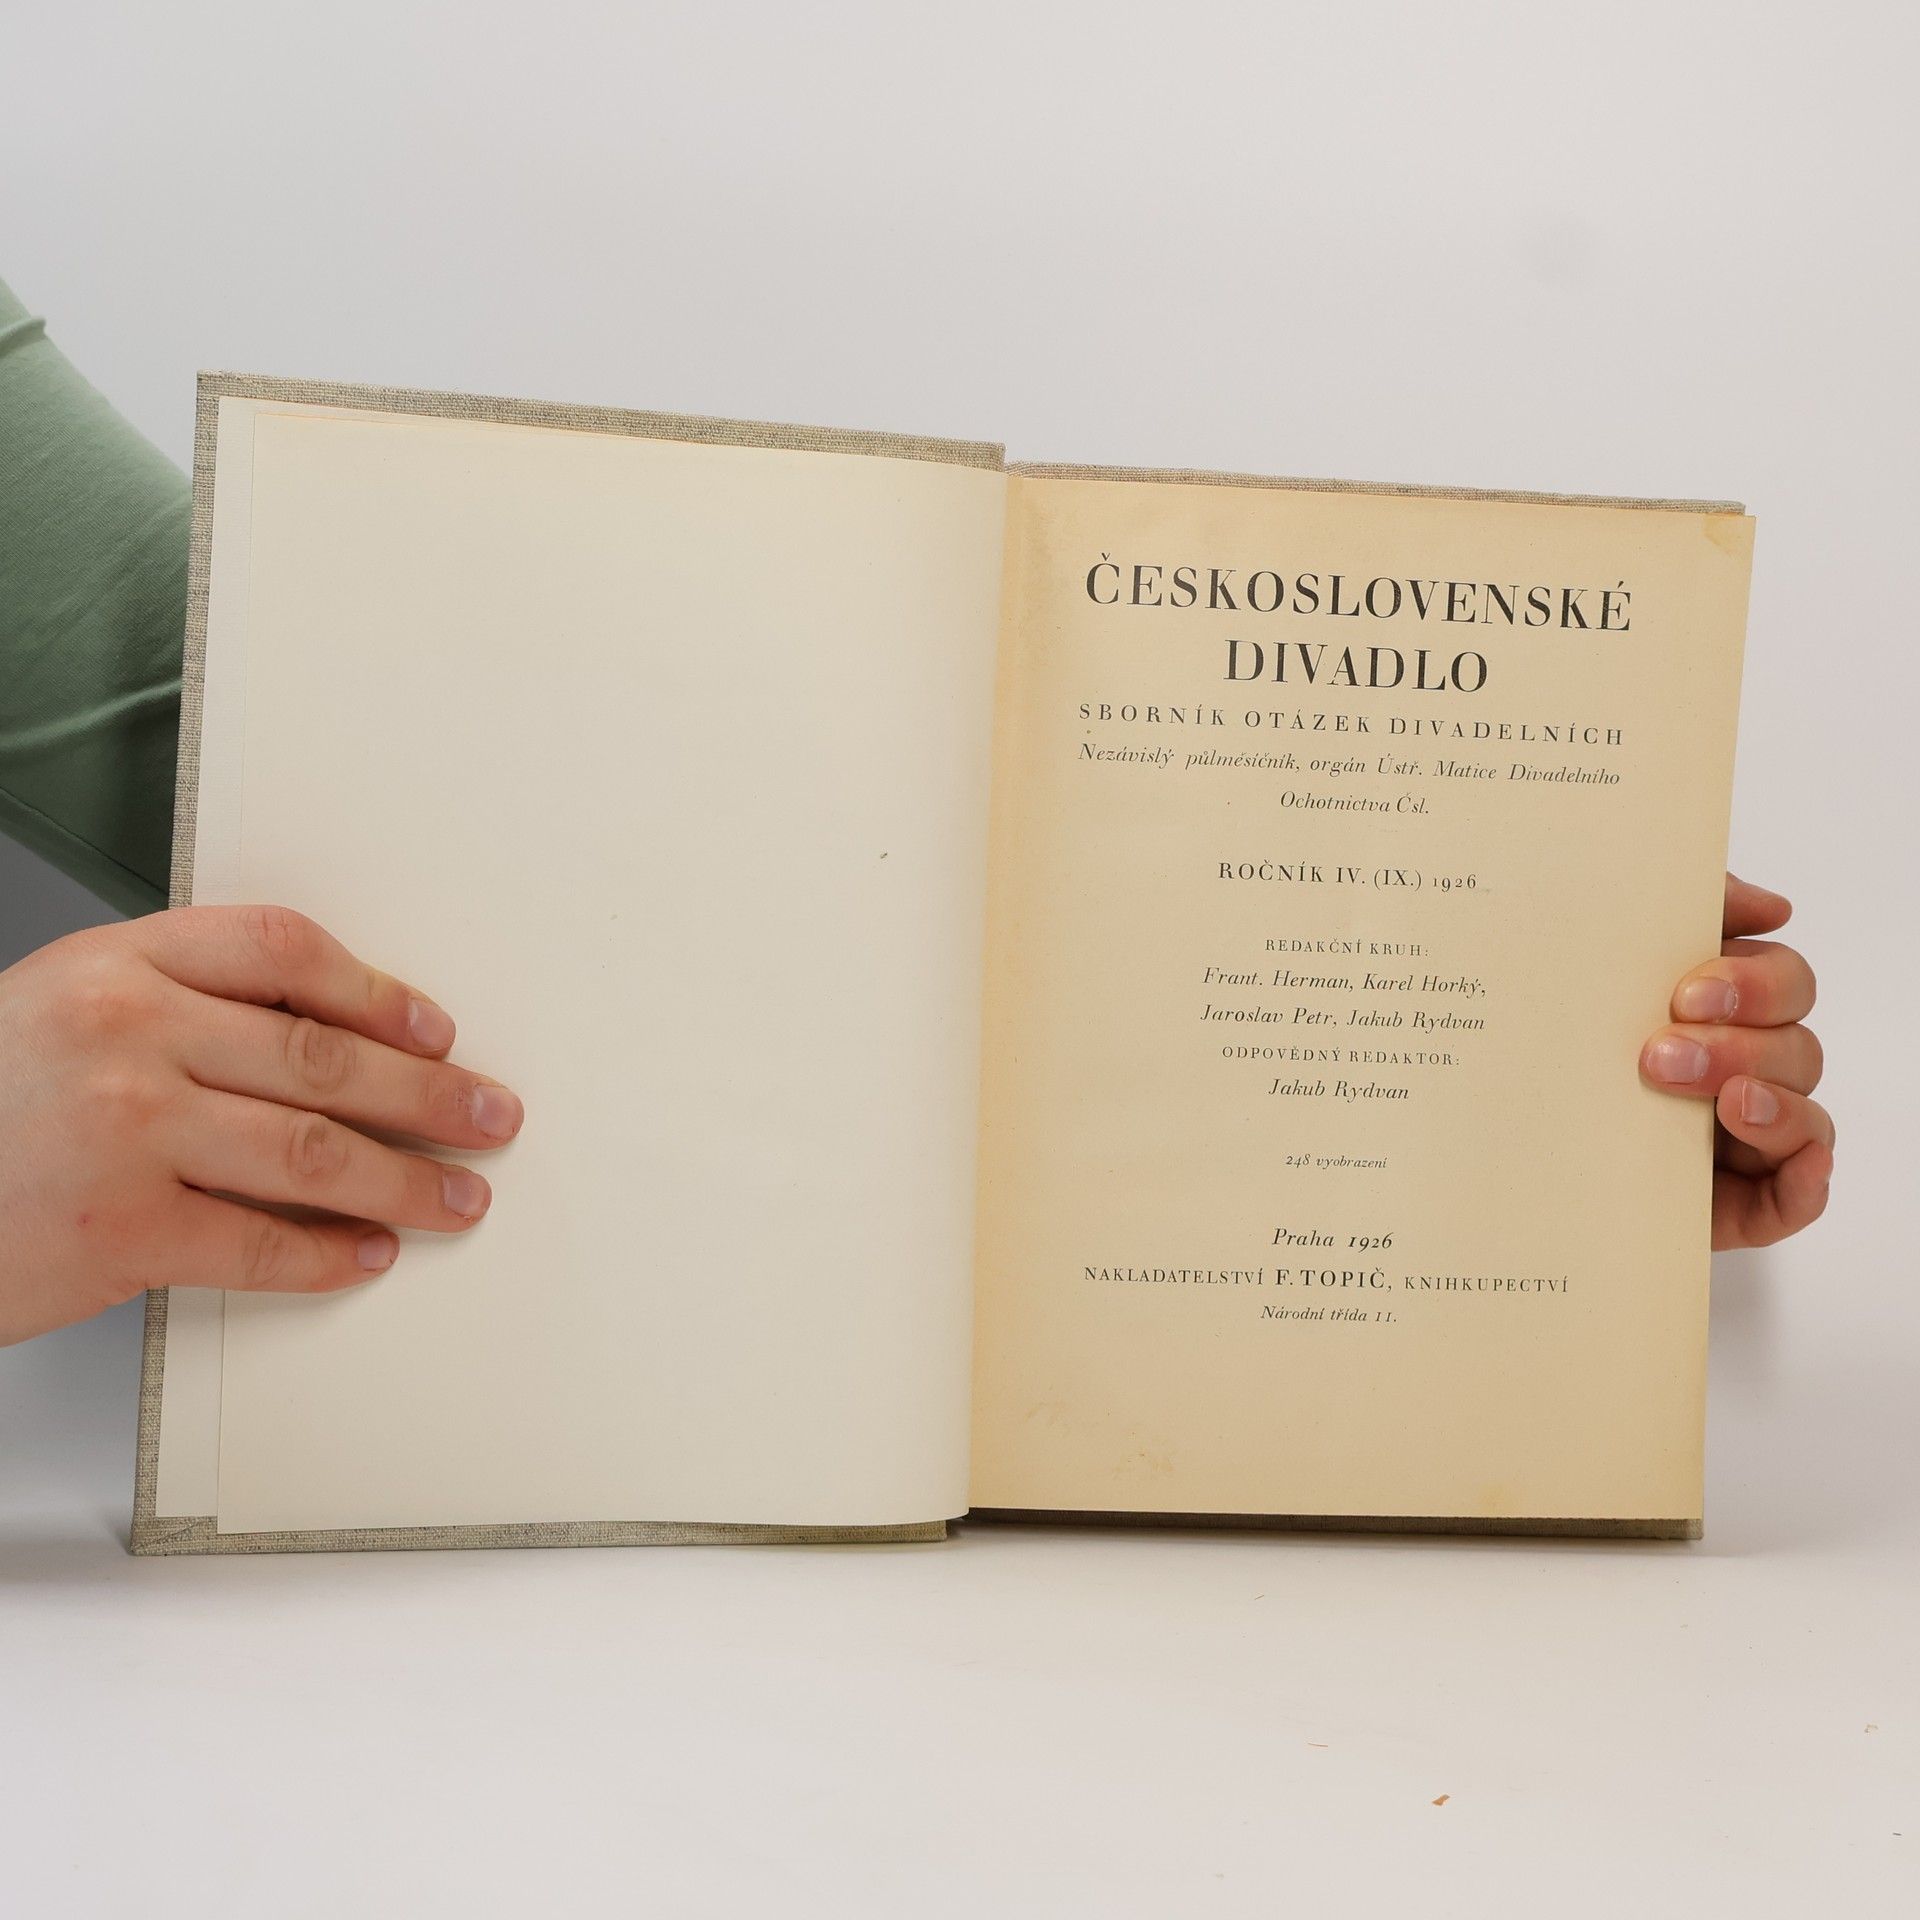 ČESKOSLOVENSKÉ
DIVADLO
SBORNÍK OTÁZEK DIVADELNÍCH
Nezávislý půlměsíčník, orgán Ústř. Matice Divadelního
Ochotnictva Čsl.
ROČNÍK IV. (IX.) 1926
REDAKČNÍ KRUH:
Frant. Herman, Karel Horký,
Jaroslav Petr, Jakub Rydvan
ODPOVĚDNÝ REDAKTOR:
Jakub Rydvan
248 vyobrazení
Praha 1926
NAKLADATELSTVÍ F. TOPIČ, KNIHKUPECTVÍ
Národní třída 11.